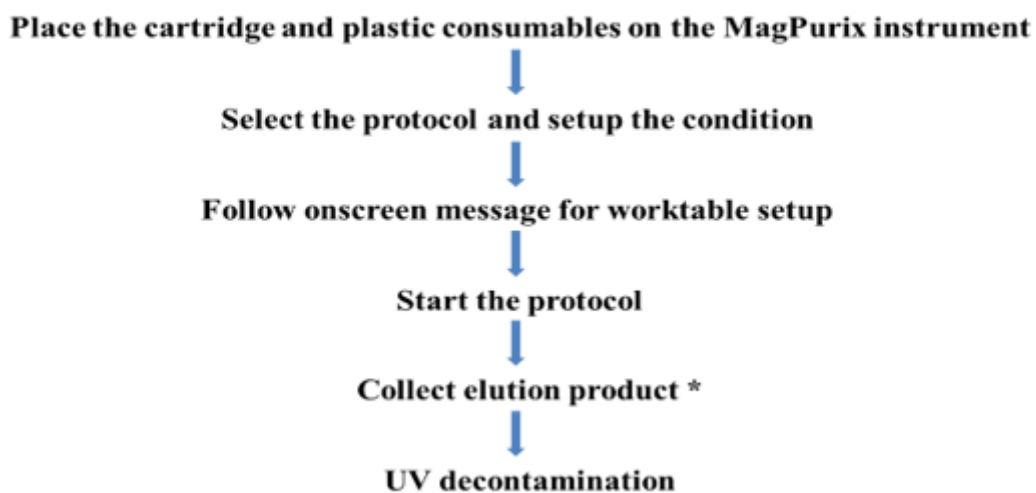 Place the cartridge and plastic consumables on the MagPurix instrument
Select the protocol and setup the condition
Follow onscreen message for worktable setup
Start the protocol
Collect elution product *
UV decontamination